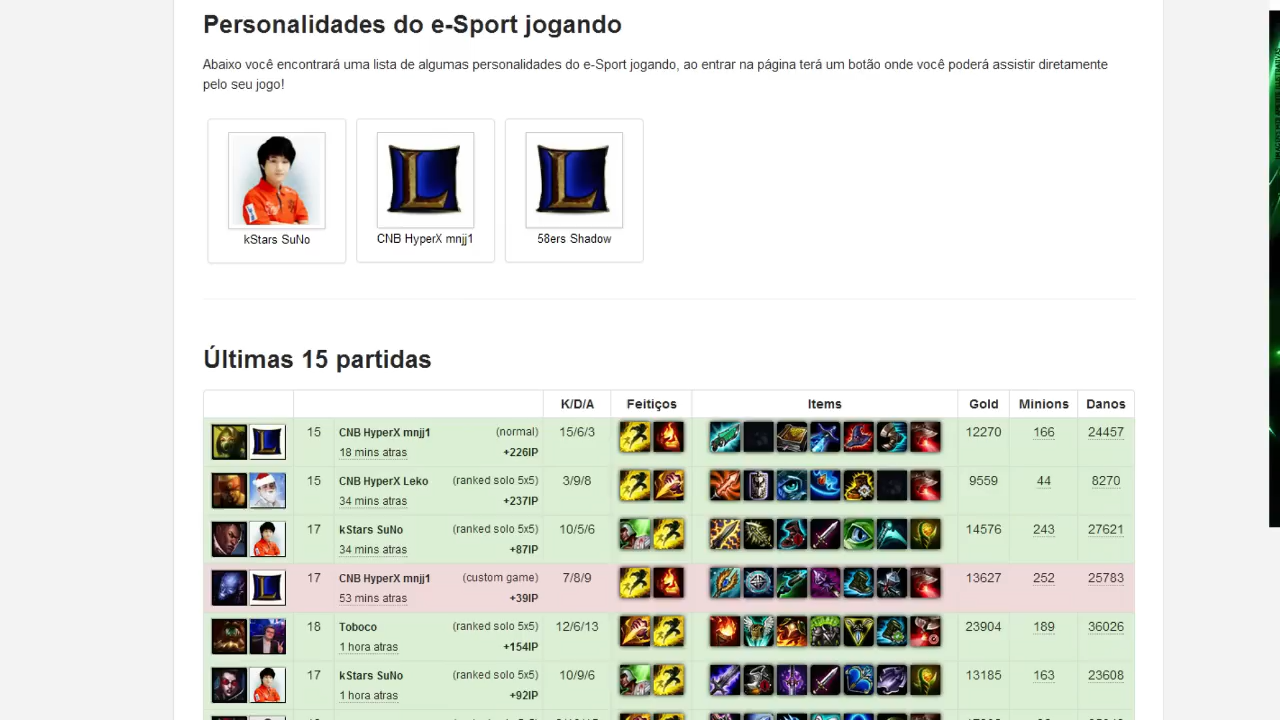 Personalidades do e-Sport jogando
Abaixo você encontrará uma lista de algumas personalidades do e-Sport jogando, ao entrar na página terá um botão onde você poderá assistir diretamente
pelo seu jogo!
kStars SuNo
CNB HyperX mnjj1
58ers Shadow
Últimas 15 partidas
K/D/A Feitiços Items Gold Minions Danos
15 CNB HyperX mnjj1 (normal) 15/6/3 12270 166 24457
18 mins atras +226IP
15 CNB HyperX Leko (ranked solo 5x5) 3/9/8 9559 44 8270
34 mins atras +237IP
17 kStars SuNo (ranked solo 5x5) 10/5/6 14576 243 27621
34 mins atras +87IP
17 CNB HyperX mnjj1 (custom game) 7/8/9 13627 252 25783
53 mins atras +39IP
18 Toboco (ranked solo 5x5) 12/6/13 23904 189 36026
1 hora atras +154IP
17 kStars SuNo (ranked solo 5x5) 10/9/6 13185 163 23608
1 hora atras +92IP